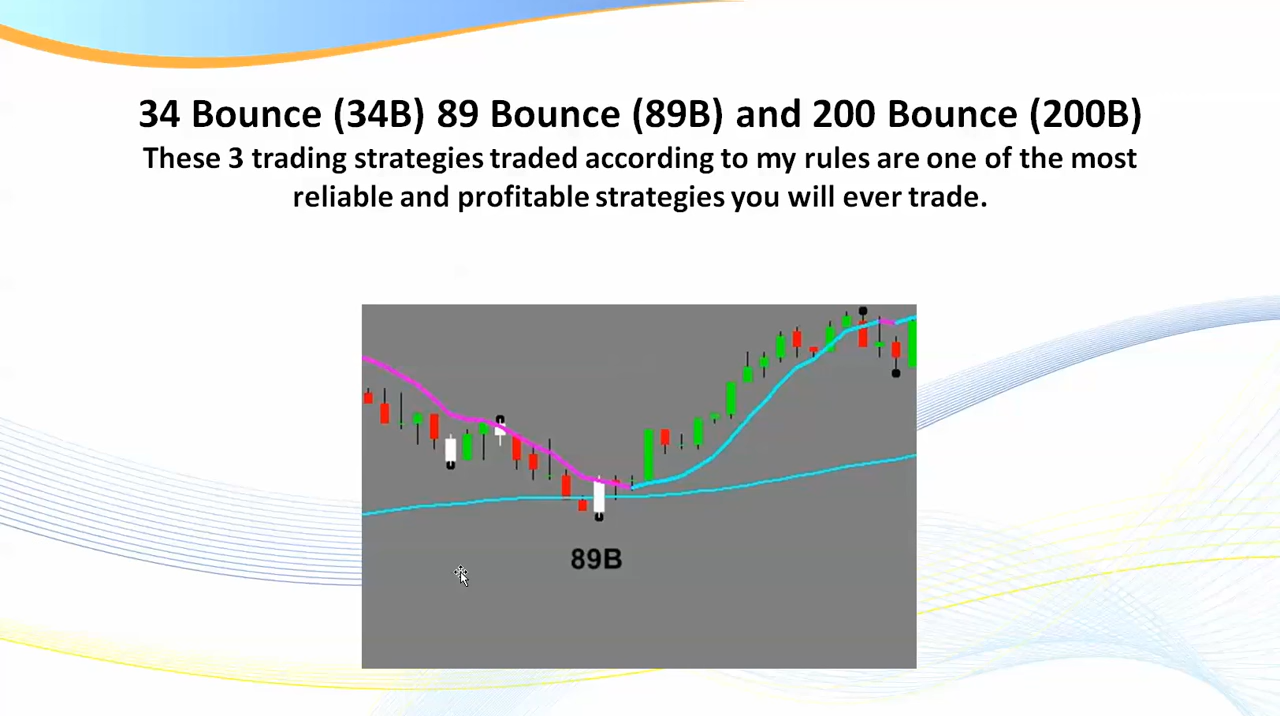 34 Bounce (34B) 89 Bounce (89B) and 200 Bounce (200B)
These 3 trading strategies traded according to my rules are one of the most
reliable and profitable strategies you will ever trade.
89B